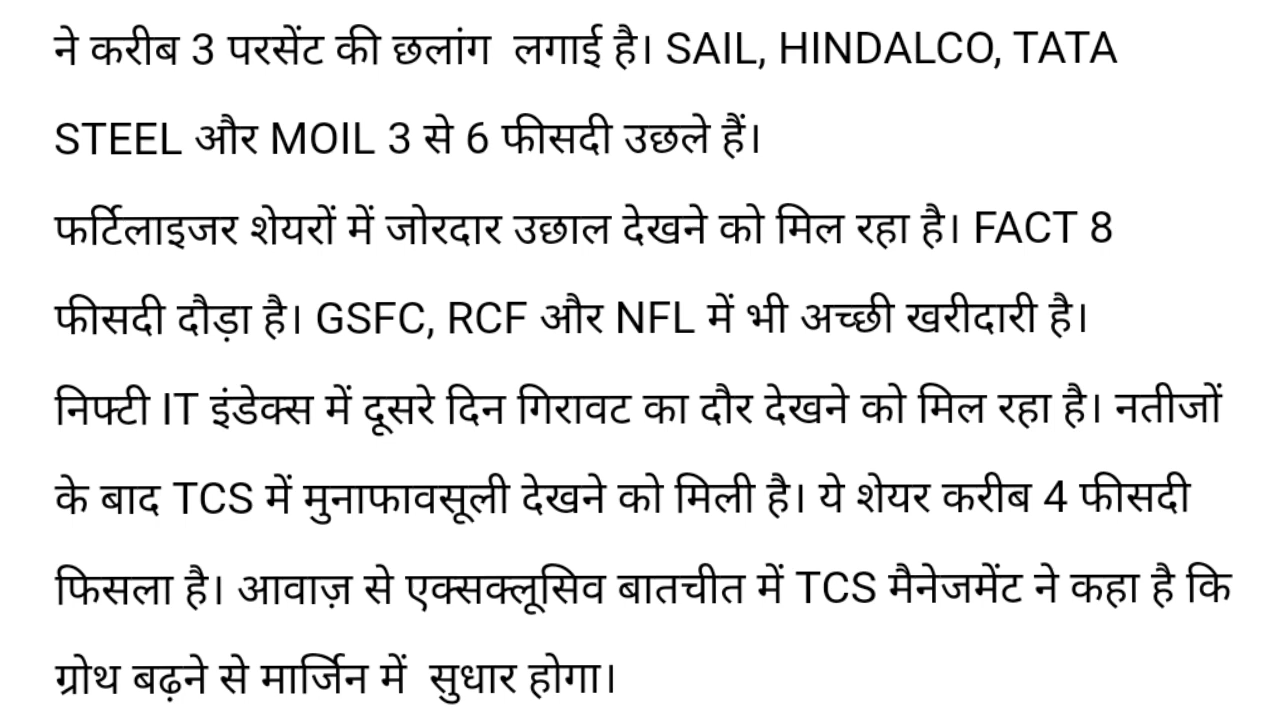 ने करीब 3 परसेंट की छलांग  लगाई है। SAIL, HINDALCO, TATA
STEEL और MOIL 3 से 6 फीसदी उछले हैं।
फर्टिलाइजर शेयरों में जोरदार उछाल देखने को मिल रहा है। FACT 8
फीसदी दौड़ा है। GSFC, RCF और NFL में भी अच्छी खरीदारी है।
निफ्टी IT इंडेक्स में दूसरे दिन गिरावट का दौर देखने को मिल रहा है। नतीजों
के बाद TCS में मुनाफावसूली देखने को मिली है। ये शेयर करीब 4 फीसदी
फिसला है। आवाज़ से एक्सक्लूसिव बातचीत में TCS मैनेजमेंट ने कहा है कि
ग्रोथ बढ़ने से मार्जिन में  सुधार होगा।